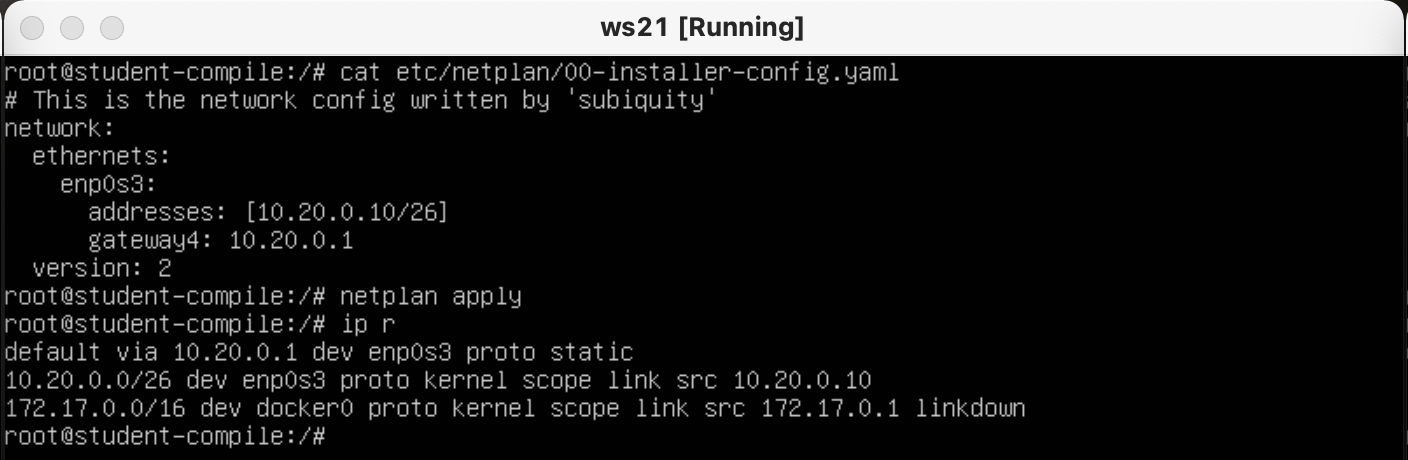 ws21 [Running]
root@student-compile:/# cat etc/netplan/00-installer-config.yaml
# This is the network config written by 'subiquity'
network:
  ethernets:
    enp0s3:
      addresses: [10.20.0.10/26]
      gateway4: 10.20.0.1
  version: 2
root@student-compile:/# netplan apply
root@student-compile:/# ip r
default via 10.20.0.1 dev enp0s3 proto static
10.20.0.0/26 dev enp0s3 proto kernel scope link src 10.20.0.10
172.17.0.0/16 dev docker0 proto kernel scope link src 172.17.0.1 linkdown
root@student-compile:/#